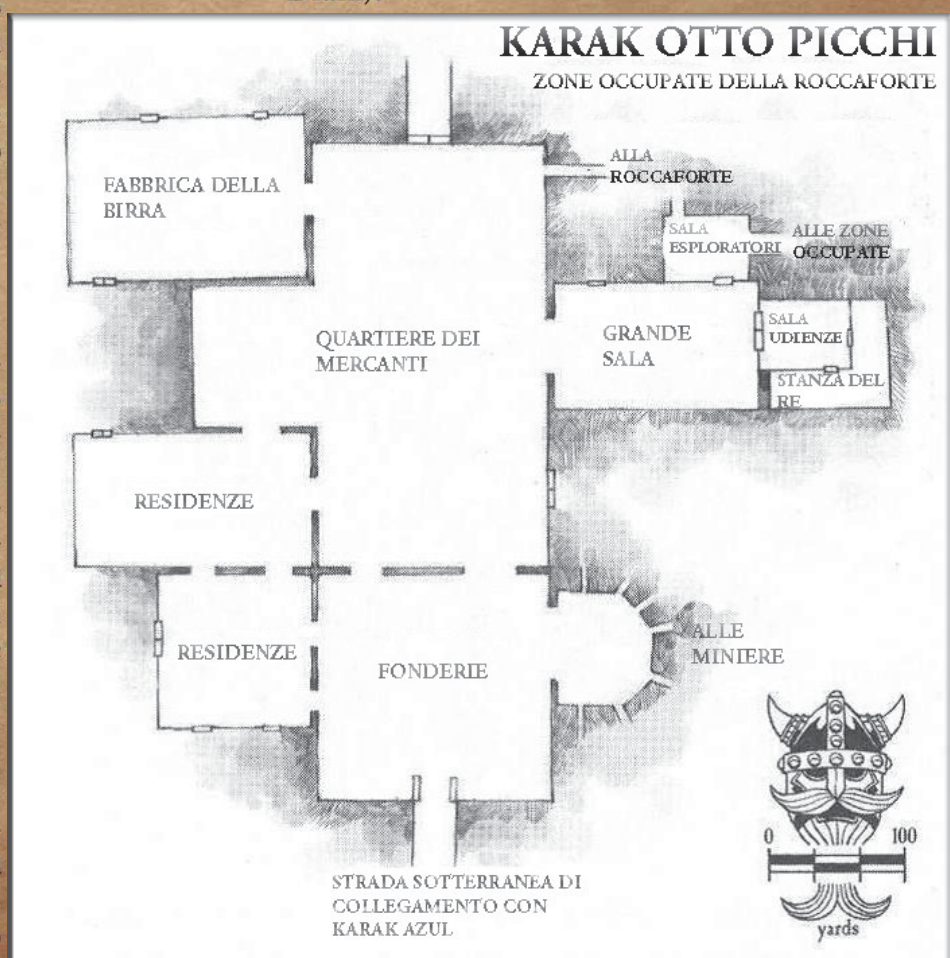 KARAK OTTO PICCHI
ZONE OCCUPATE DELLA ROCCAFORTE
FABBRICA DELLA
BIRRA
ALLA
ROCCAFORTE
SALA
ESPLORATORI
ALLE ZONE
OCCUPATE
QUARTIERE DEI
MERCANTI
GRANDE
SALA
SALA
UDIENZE
STANZA DEL
RE
RESIDENZE
RESIDENZE
FONDERIE
ALLE
MINIERE
0 100
yards
STRADA SOTTERRANEA DI
COLLEGAMENTO CON
KARAK AZUL